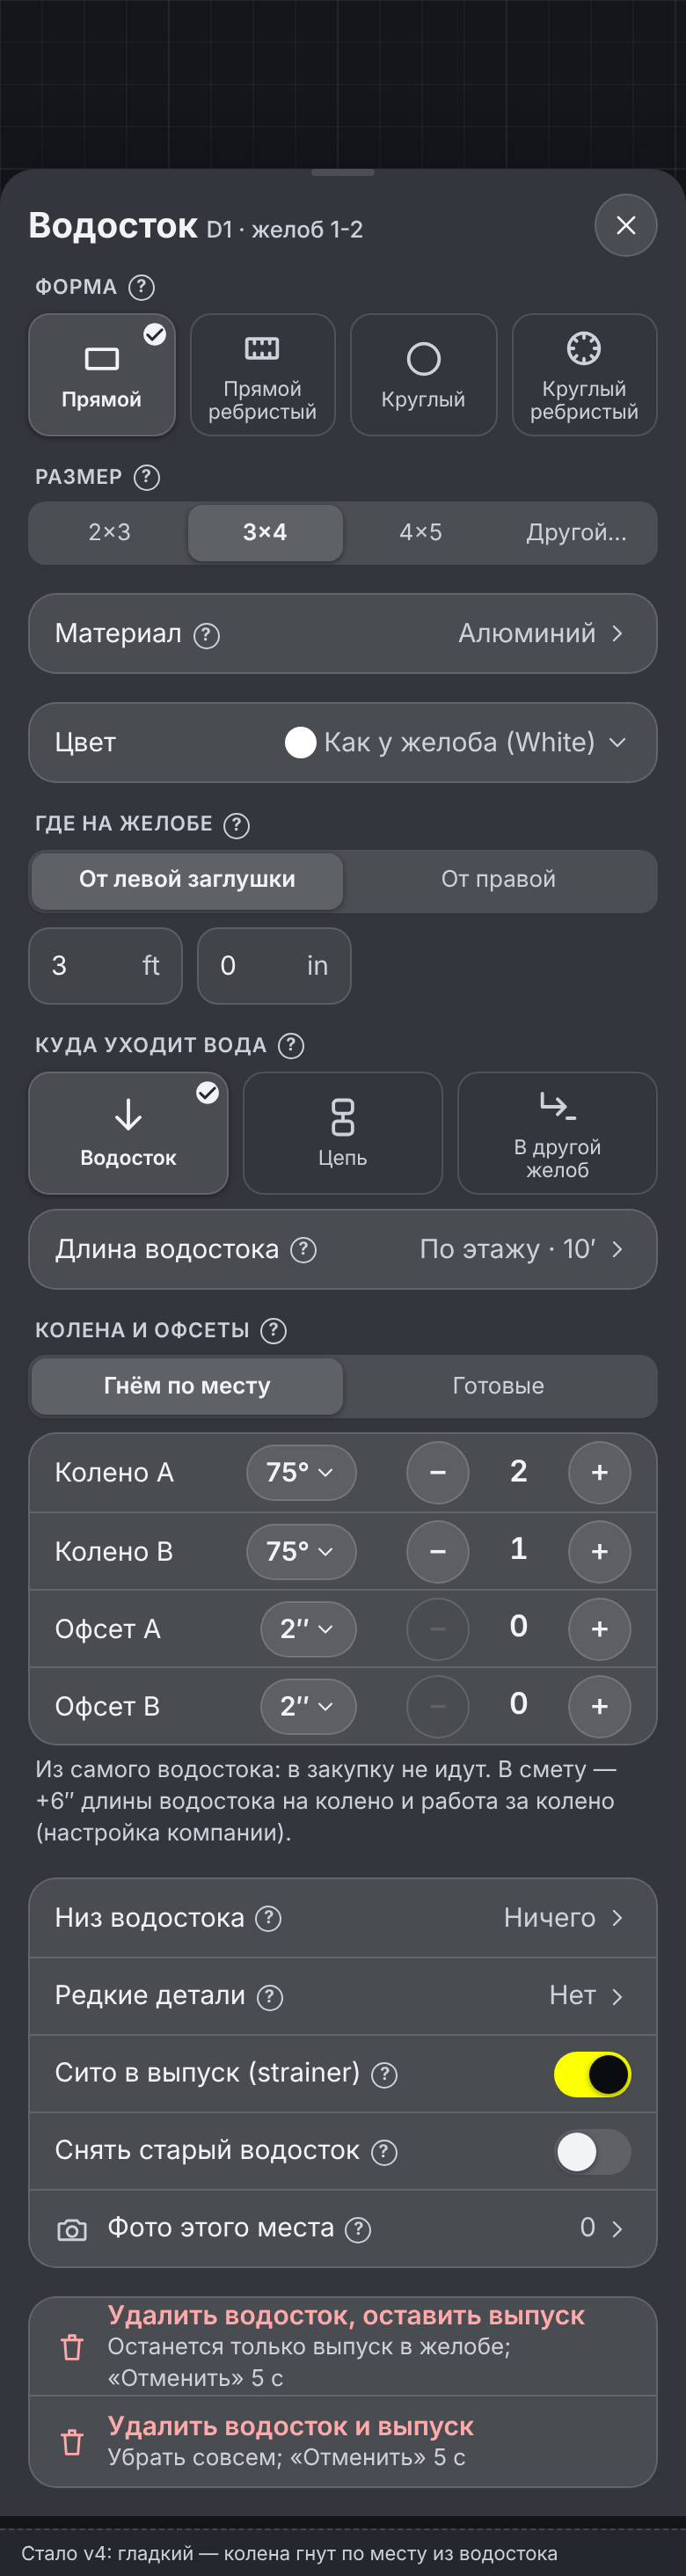 Водосток D1 · желоб 1-2
ФОРМА ?
Прямой
Прямой ребристый
Круглый
Круглый ребристый
РАЗМЕР ?
2×3 3×4 4×5 Другой...
Материал ? Алюминий
Цвет Как у желоба (White)
ГДЕ НА ЖЕЛОБЕ ?
От левой заглушки От правой
3 ft 0 in
КУДА УХОДИТ ВОДА ?
Водосток
Цепь
В другой желоб
Длина водостока ? По этажу · 10′
КОЛЕНА И ОФСЕТЫ ?
Гнём по месту Готовые
Колено A 75° − 2 +
Колено B 75° − 1 +
Офсет A 2″ − 0 +
Офсет B 2″ − 0 +
Из самого водостока: в закупку не идут. В смету —
+6″ длины водостока на колено и работа за колено
(настройка компании).
Низ водостока ? Ничего
Редкие детали ? Нет
Сито в выпуск (strainer) ?
Снять старый водосток ?
Фото этого места ? 0
Удалить водосток, оставить выпуск
Останется только выпуск в желобе;
«Отменить» 5 с
Удалить водосток и выпуск
Убрать совсем; «Отменить» 5 с
Стало v4: гладкий — колена гнут по месту из водостока